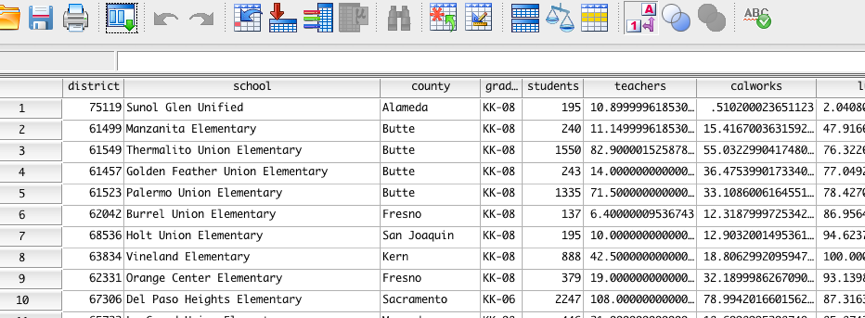 1 A
ABC
district school county grad… students teachers calworks
1 75119 Sunol Glen Unified Alameda KK-08 195 10.899999618530… .510200023651123 2.0408
2 61499 Manzanita Elementary Butte KK-08 240 11.149999618530… 15.4167003631592… 47.916
3 61549 Thermalito Union Elementary Butte KK-08 1550 82.900001525878… 55.0322990417480… 76.322
4 61457 Golden Feather Union Elementary Butte KK-08 243 14.000000000000… 36.4753990173340… 77.049
5 61523 Palermo Union Elementary Butte KK-08 1335 71.500000000000… 33.1086006164551… 78.427
6 62042 Burrel Union Elementary Fresno KK-08 137 6.40000009536743 12.3187999725342… 86.956
7 68536 Holt Union Elementary San Joaquin KK-08 195 10.000000000000… 12.9032001495361… 94.623
8 63834 Vineland Elementary Kern KK-08 888 42.500000000000… 18.8062992095947… 100.00
9 62331 Orange Center Elementary Fresno KK-08 379 19.000000000000… 32.1899986267090… 93.139
10 67306 Del Paso Heights Elementary Sacramento KK-06 2247 108.00000000000… 78.9942016601562… 87.316